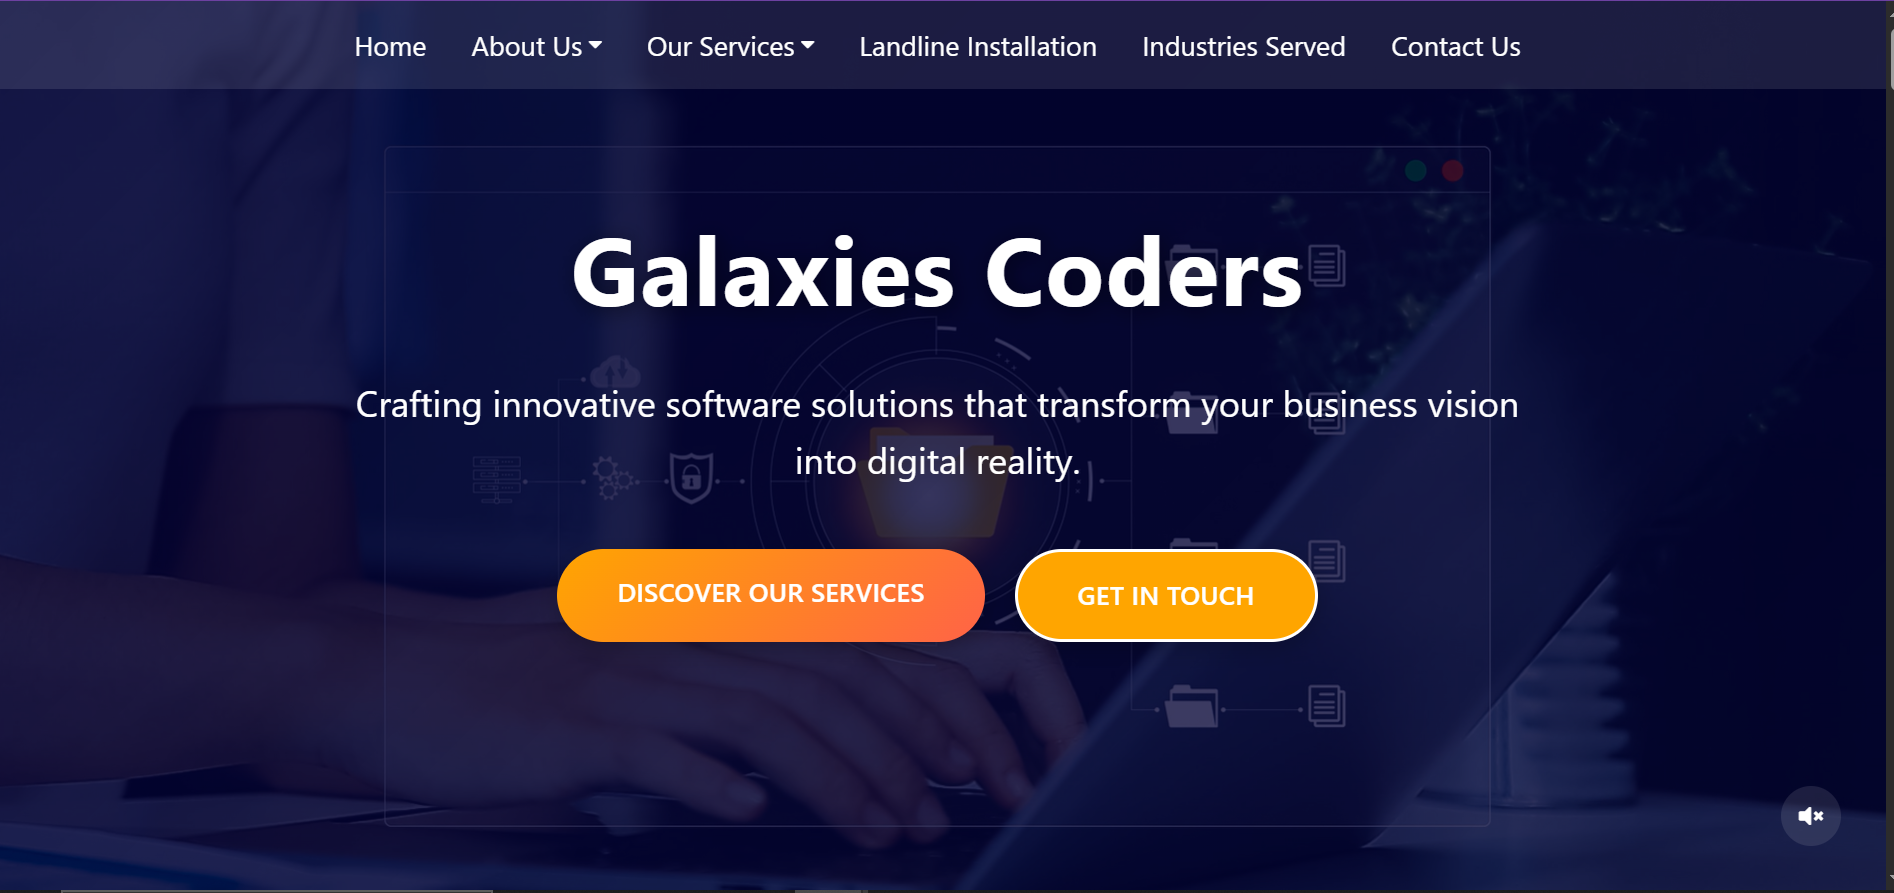 Home About Us Our Services Landline Installation Industries Served Contact Us
Galaxies Coders
Crafting innovative software solutions that transform your business vision
into digital reality.
DISCOVER OUR SERVICES GET IN TOUCH